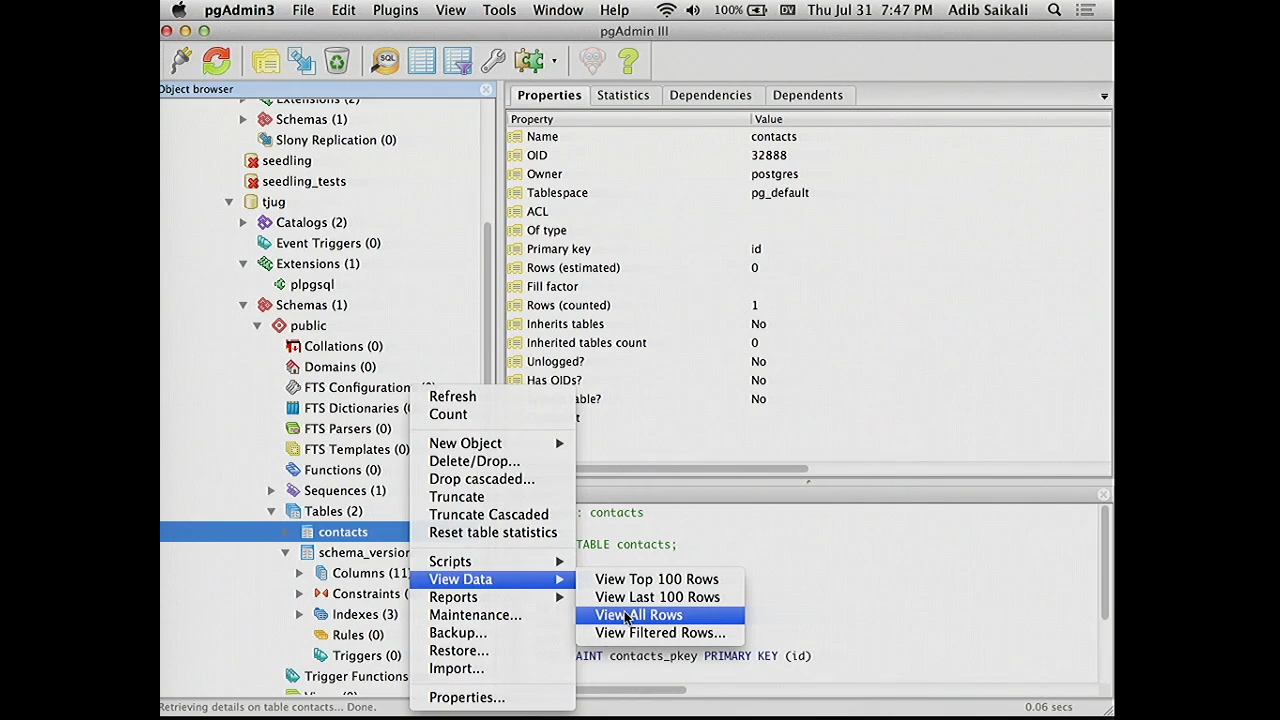 pgAdmin3 File Edit Plugins View Tools Window Help 100% DV Thu Jul 31 7:47 PM Adib Saikali
pgAdmin III
SQL
Object browser
Extensions (2)
Schemas (1)
Slony Replication (0)
seedling
seedling_tests
tjug
Catalogs (2)
Event Triggers (0)
Extensions (1)
plpgsql
Schemas (1)
public
Collations (0)
Domains (0)
FTS Configuration
FTS Dictionaries (
FTS Parsers (0)
FTS Templates (0)
Functions (0)
Sequences (1)
Tables (2)
contacts
schema_version
Columns (11
Constraints (
Indexes (3)
Rules (0)
Triggers (0)
Trigger Functions
Properties Statistics Dependencies Dependents
Property Value
Name contacts
OID 32888
Owner postgres
Tablespace pg_default
ACL
Of type
Primary key id
Rows (estimated) 0
Fill factor
Rows (counted) 1
Inherits tables No
Inherited tables count 0
Unlogged? No
Has OIDs? No
able? No
t
Refresh
Count
New Object
Delete/Drop...
Drop cascaded...
Truncate
Truncate Cascaded
Reset table statistics
Scripts
View Data
Reports
Maintenance...
Backup...
Restore...
Import...
Properties...
View Top 100 Rows
View Last 100 Rows
View All Rows
View Filtered Rows...
: contacts
TABLE contacts;
AINT contacts_pkey PRIMARY KEY (id)
Retrieving details on table contacts... Done. 0.06 secs